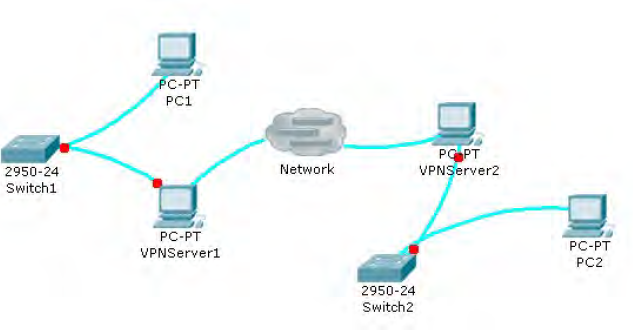 PC-PT
PC1
2950-24
Switch1
PC-PT
VPNServer1
Network
PC-PT
VPNServer2
2950-24
Switch2
PC-PT
PC2